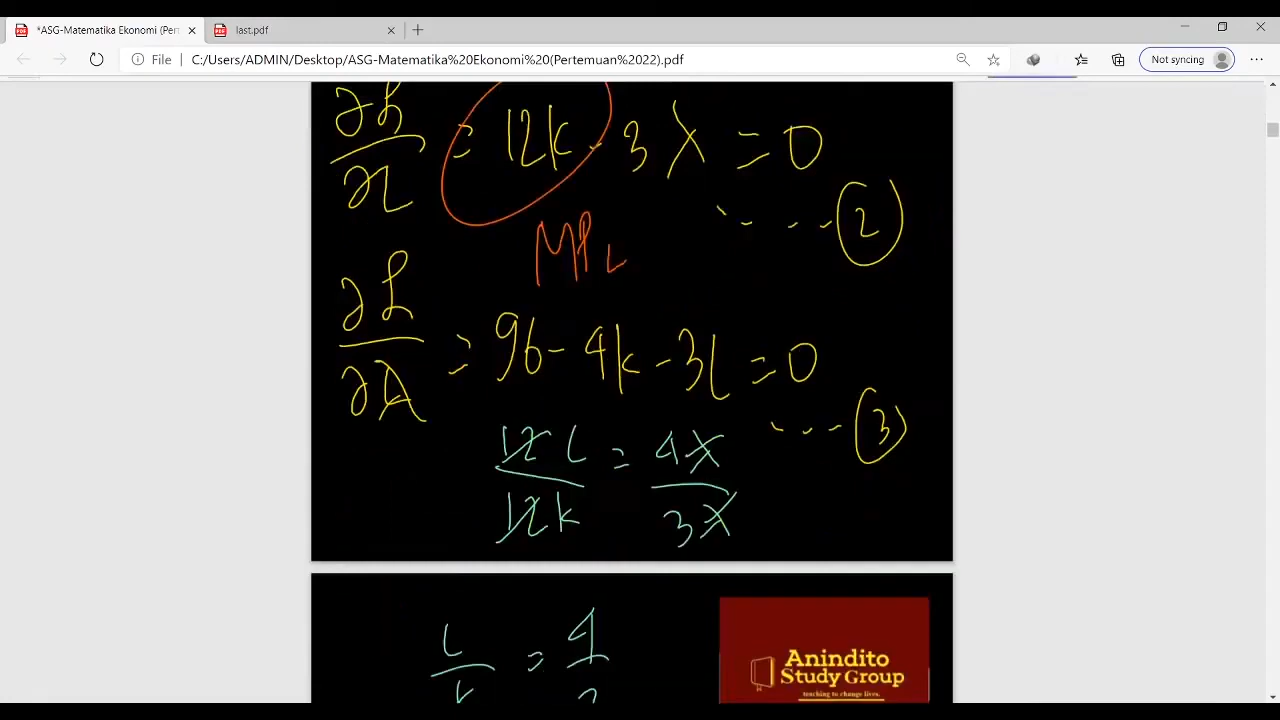 *ASG-Matematika Ekonomi (Per
last.pdf
File
C:/Users/ADMIN/Desktop/ASG-Matematika%20Ekonomi%20(Pertemuan%2022).pdf
Not syncing
∂L/∂L = 12K - 3λ = 0
..... 2
MPL
∂L/∂λ = 96 - 4K - 3L = 0
.... 3
12L/12K = 4λ/3λ
L/K = 4/3
Anindito
Study Group
teaching to change lives.